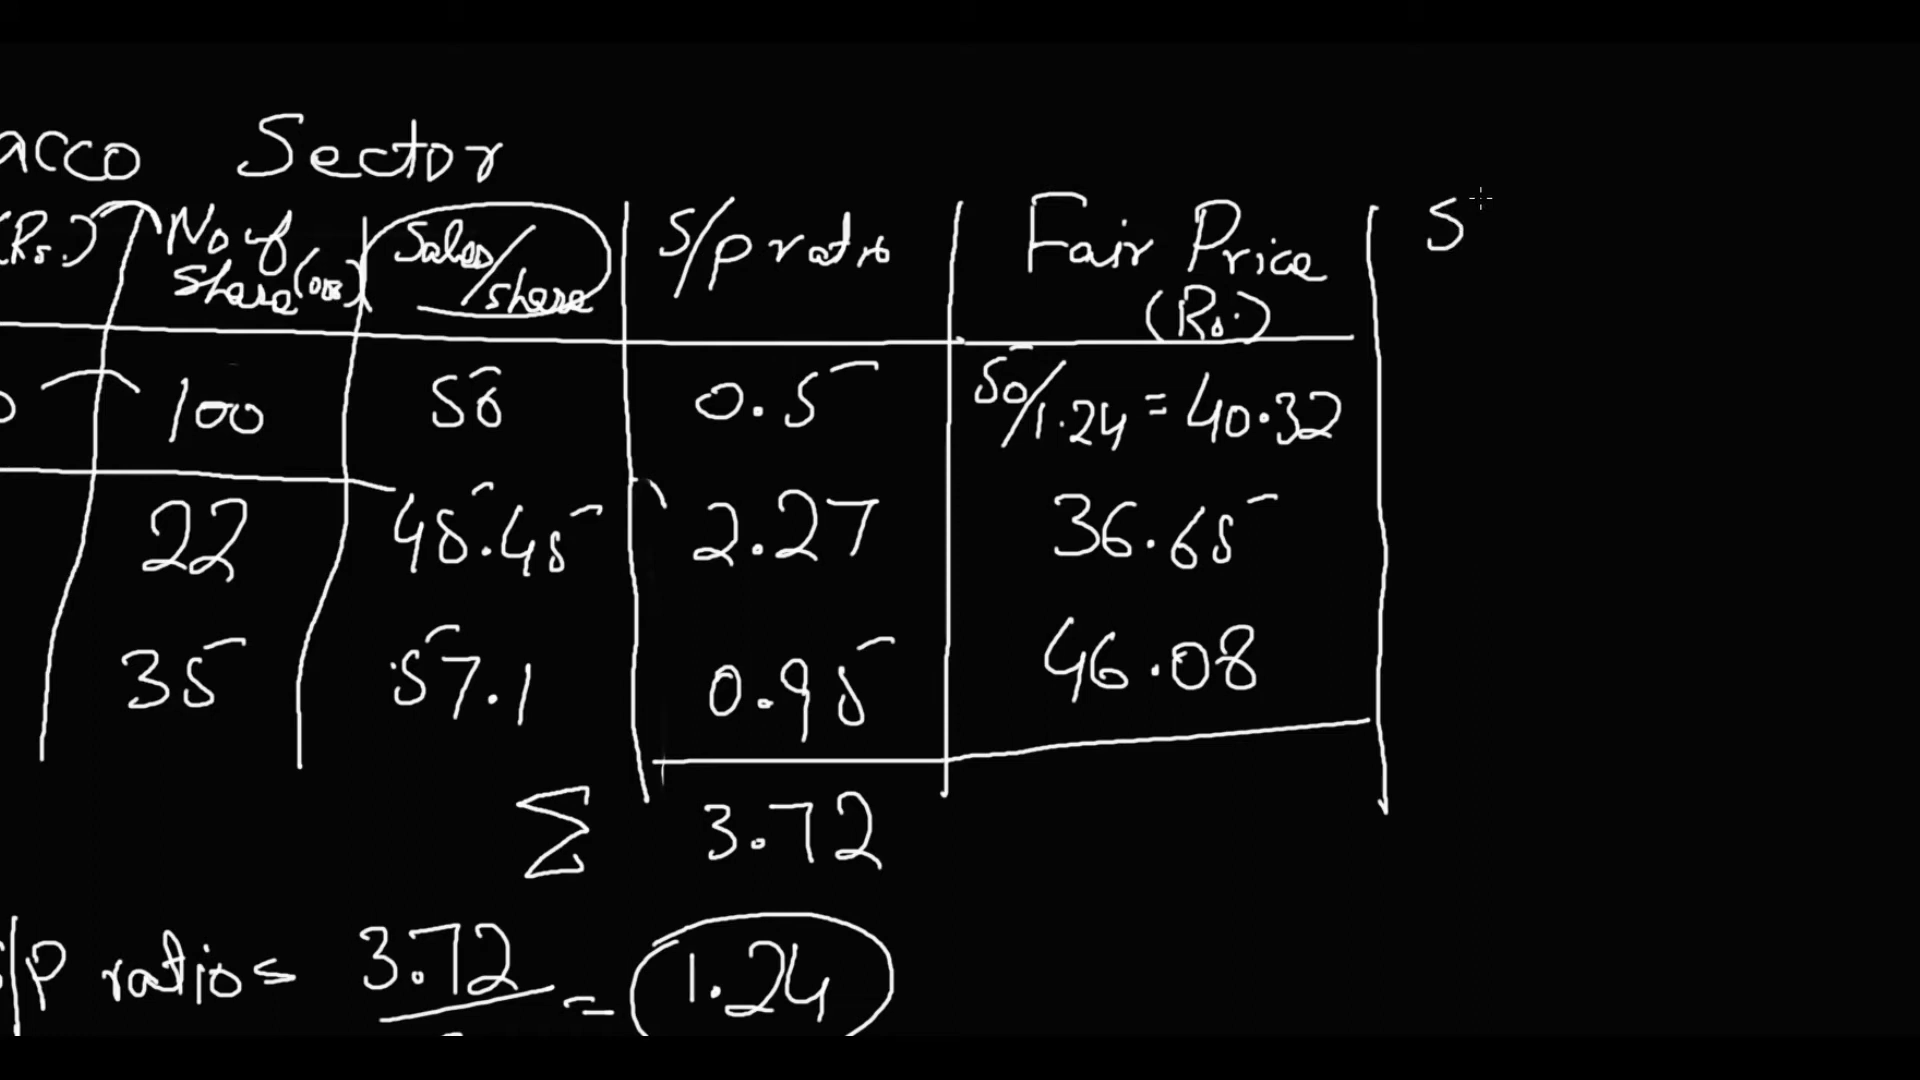 acco Sector
(Rs.) No of Share (000) Sales/share S/p ratio Fair Price (Rs.) S
0 100 50 0.5 50/1.24 = 40.32
22 45.45 2.27 36.65
35 57.1 0.95 46.08
Σ 3.72
/P ratio = 3.72 = 1.24